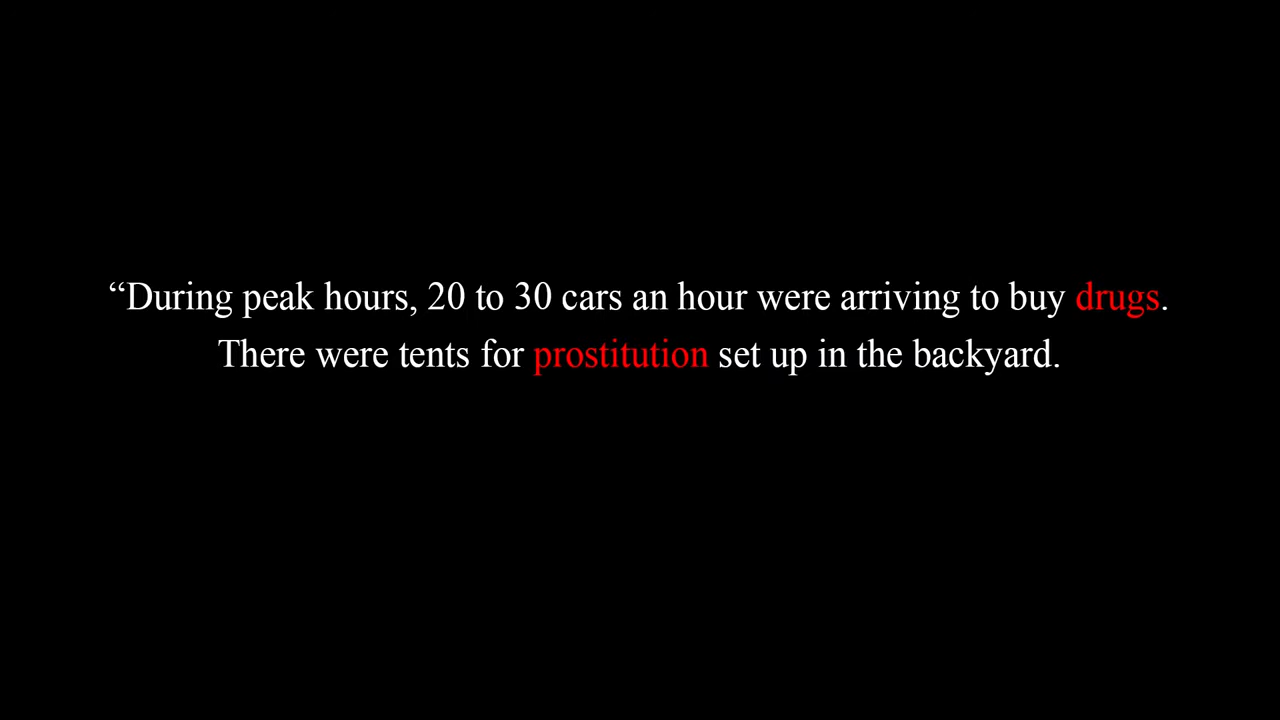 “During peak hours, 20 to 30 cars an hour were arriving to buy drugs.
There were tents for prostitution set up in the backyard.